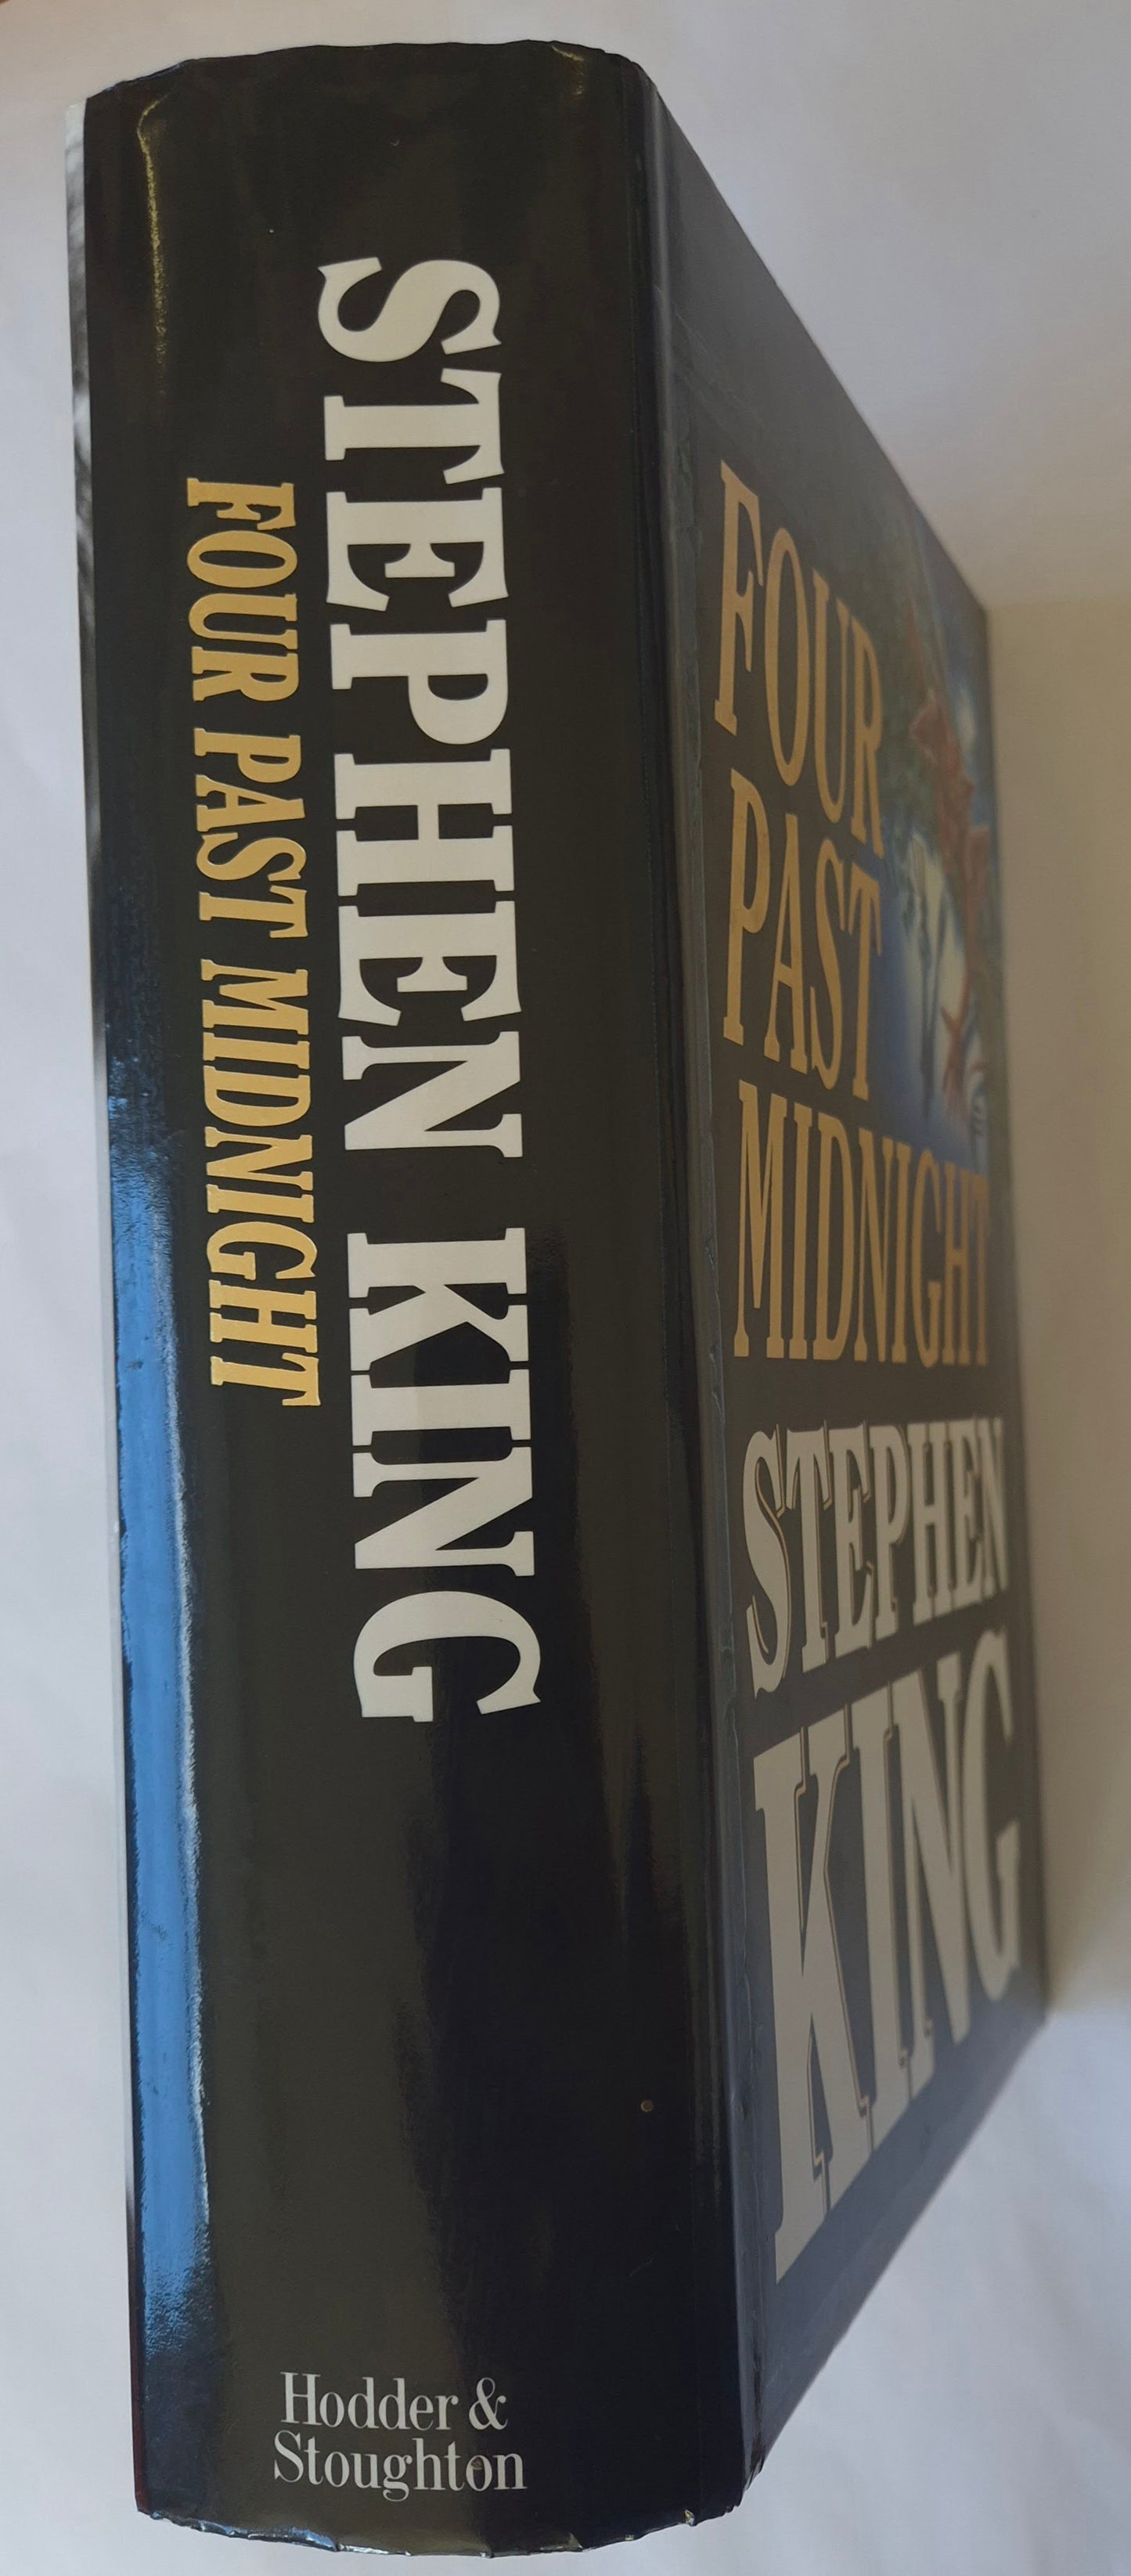 STEPHEN KING
FOUR PAST MIDNIGHT
Hodder &
Stoughton
FOUR
PAST
MIDNIGHT
STEPHEN
KING